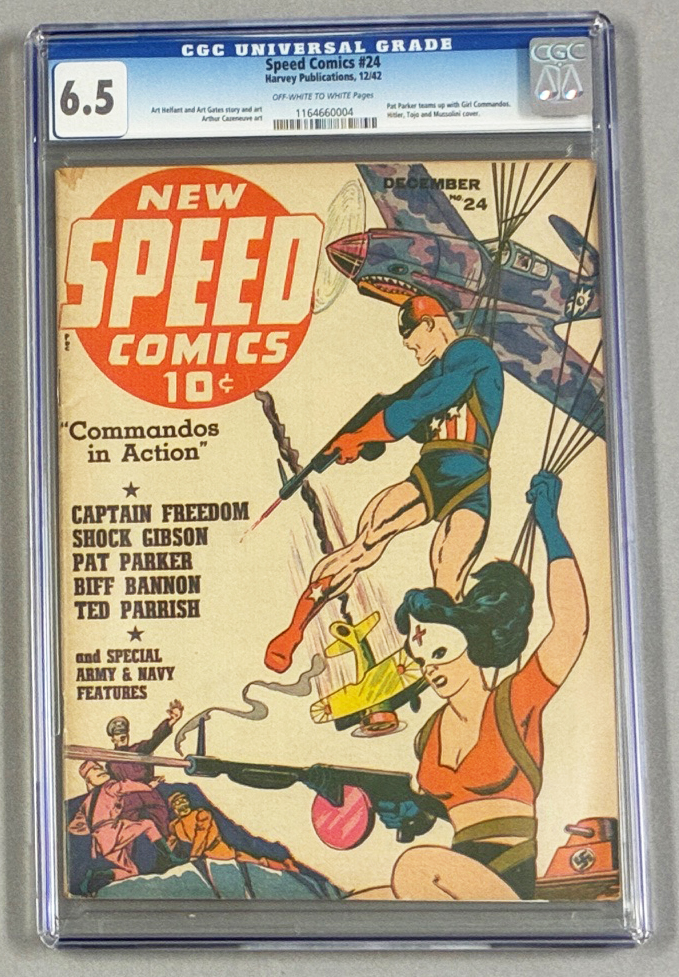 CGC UNIVERSAL GRADE
6.5
Speed Comics #24
Harvey Publications, 12/42
OFF-WHITE TO WHITE Pages
Art Helfant and Art Gates story and art
Arthur Cazeneuve art
1164660004
Pat Parker teams up with Girl Commandos.
Hitler, Tojo and Mussolini cover.
CGC
DECEMBER
NO. 24
NEW
SPEED
COMICS
10¢
"Commandos
in Action"
CAPTAIN FREEDOM
SHOCK GIBSON
PAT PARKER
BIFF BANNON
TED PARRISH
and SPECIAL
ARMY & NAVY
FEATURES